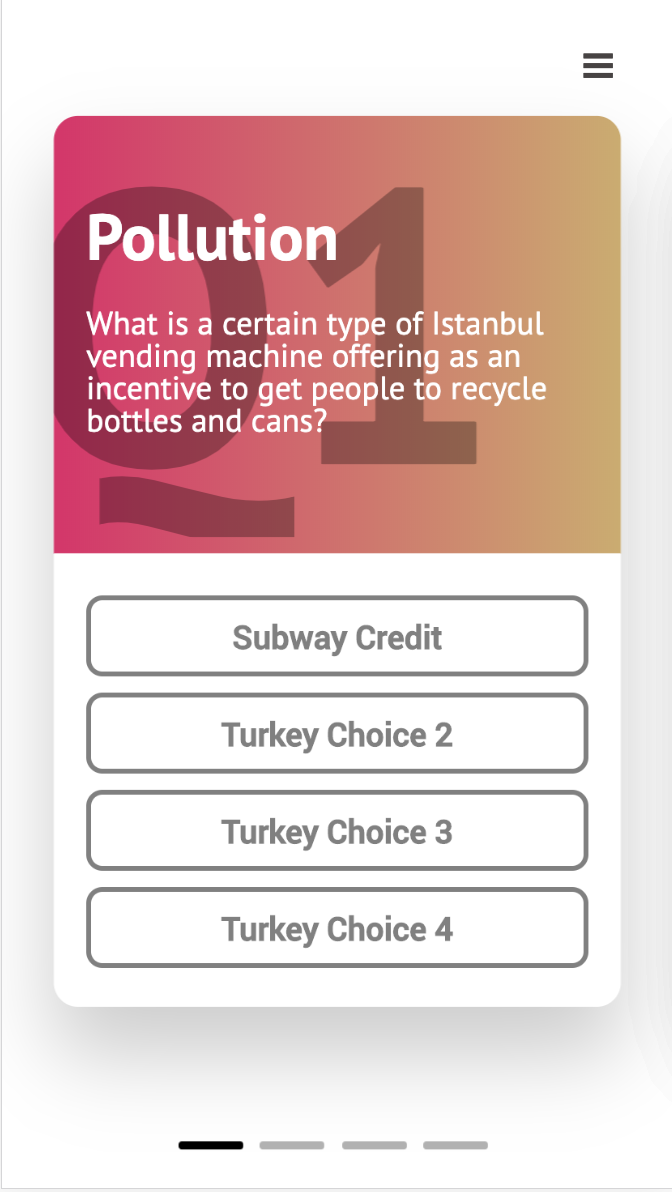 Q1
Pollution
What is a certain type of Istanbul
vending machine offering as an
incentive to get people to recycle
bottles and cans?
Subway Credit
Turkey Choice 2
Turkey Choice 3
Turkey Choice 4